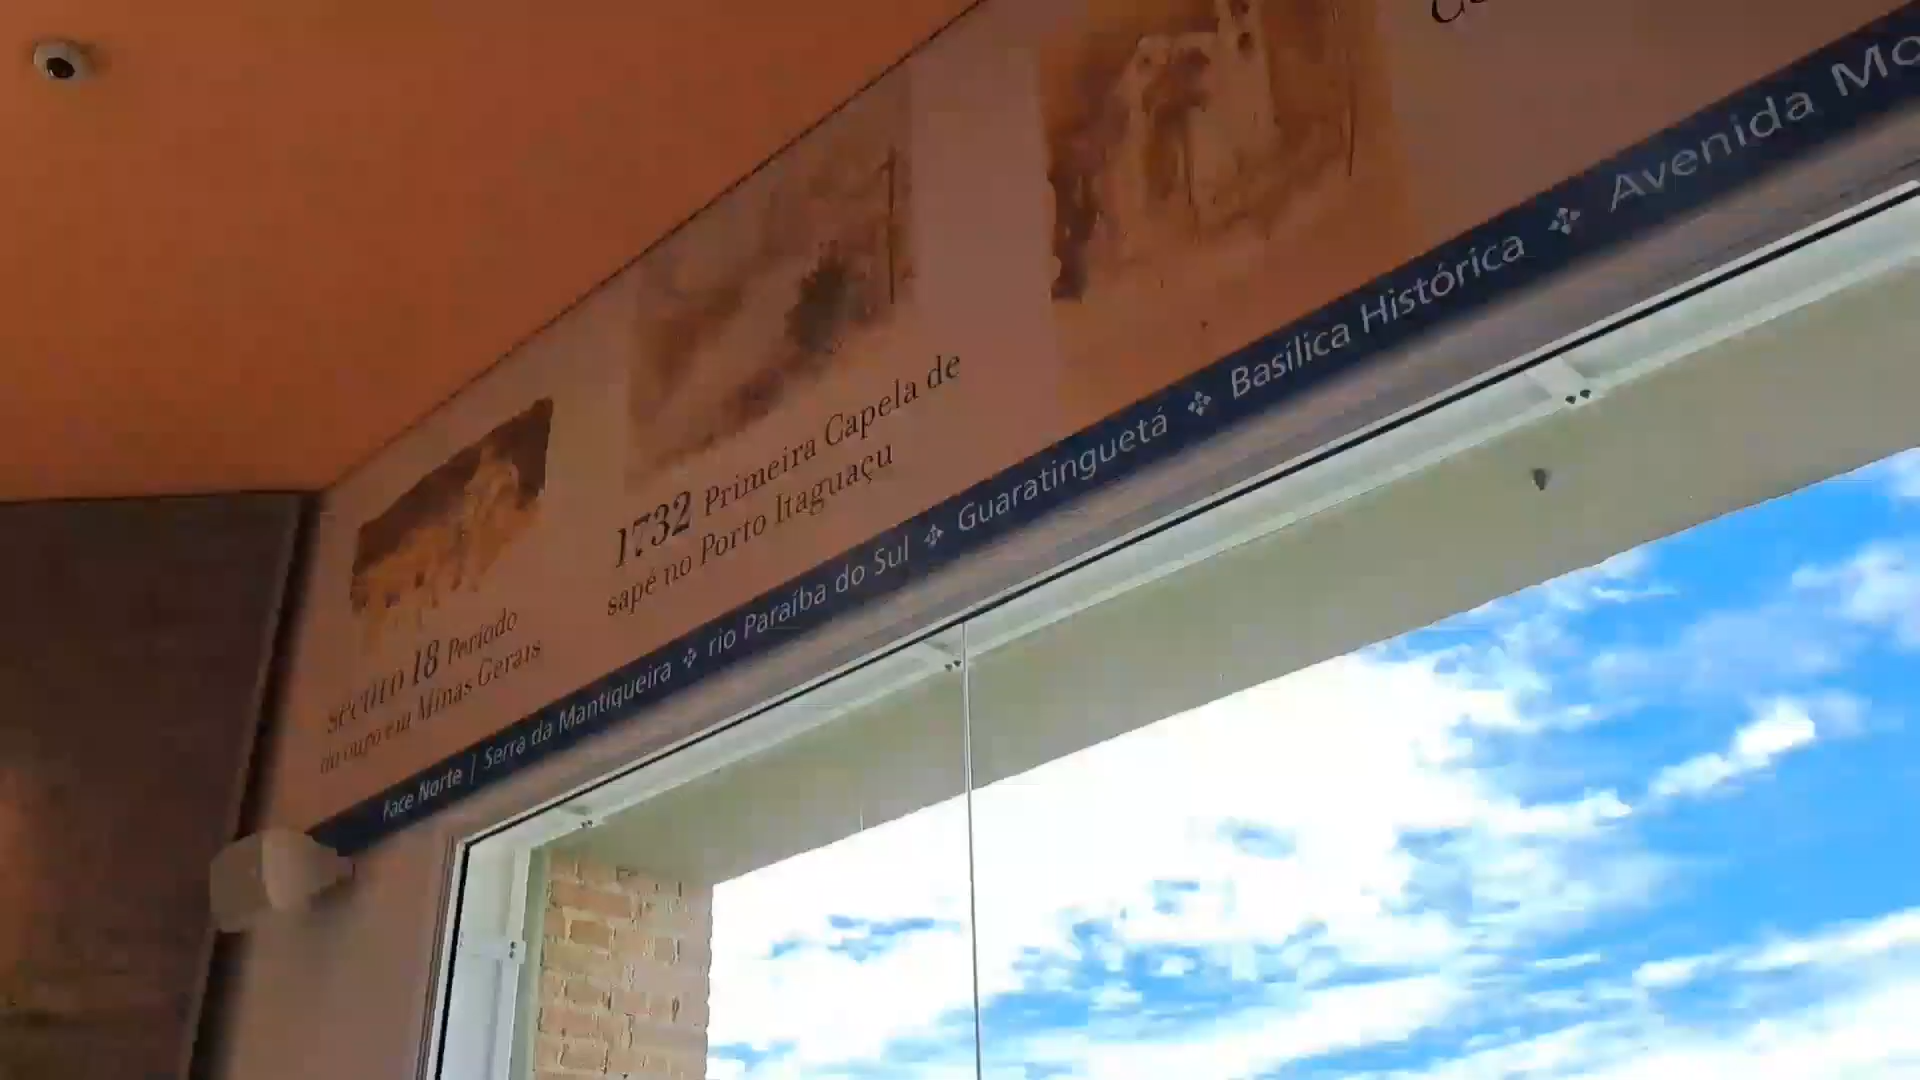 século 18 Período
do ouro em Minas Gerais
1732 Primeira Capela de
sapé no Porto Itaguaçu
Face Norte | Serra da Mantiqueira ✣ rio Paraíba do Sul ✣ Guaratinguetá ✣ Basílica Histórica ✣ Avenida